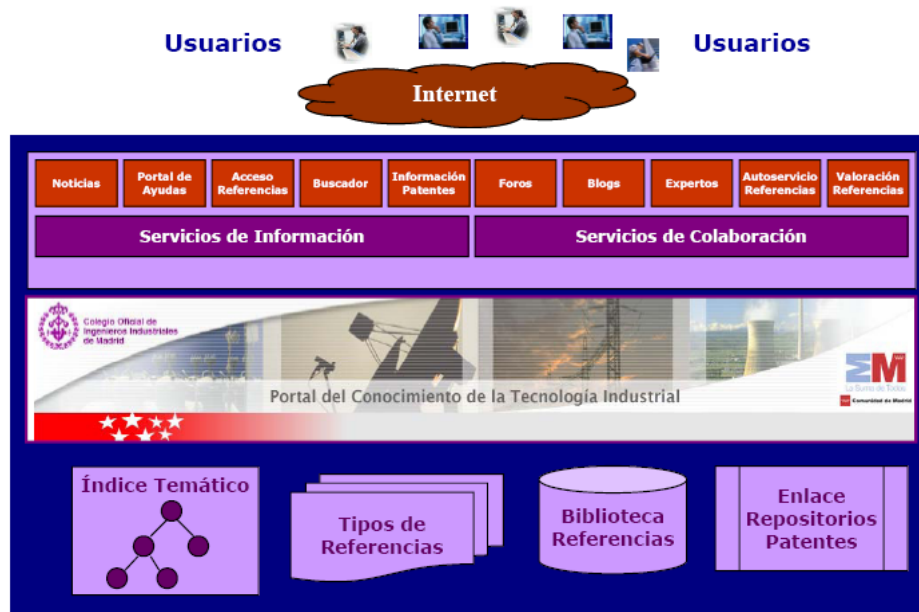 Usuarios
Usuarios
Internet
Noticias
Portal de
Ayudas
Acceso
Referencias
Buscador
Información
Patentes
Foros
Blogs
Expertos
Autoservicio
Referencias
Valoración
Referencias
Servicios de Información
Servicios de Colaboración
Colegio Oficial de
Ingenieros Industriales
de Madrid
Portal del Conocimiento de la Tecnología Industrial
EM
La Suma de Todos
Comunidad de Madrid
Índice Temático
Tipos de
Referencias
Biblioteca
Referencias
Enlace
Repositorios
Patentes